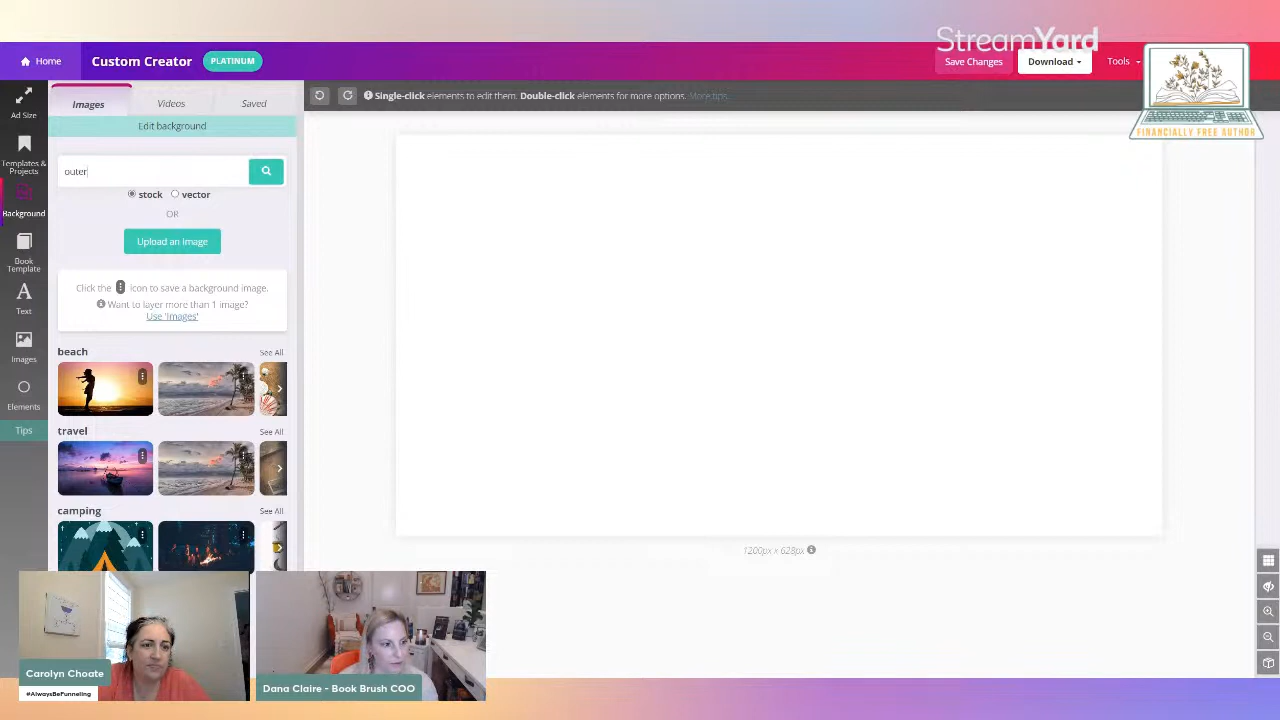 StreamYard
Home
Custom Creator
PLATINUM
Save Changes
Download
Tools
FINANCIALLY FREE AUTHOR
Ad Size
Templates & Projects
Background
Book Template
Text
Images
Elements
Tips
Images
Videos
Saved
Edit background
outer
stock
vector
OR
Upload an Image
Click the icon to save a background image.
Want to layer more than 1 image?
Use 'Images'
beach
See All
travel
See All
camping
See All
Single-click elements to edit them. Double-click elements for more options. More tips.
1200px x 628px
Carolyn Choate
#AlwaysBeFunneling
Dana Claire - Book Brush COO